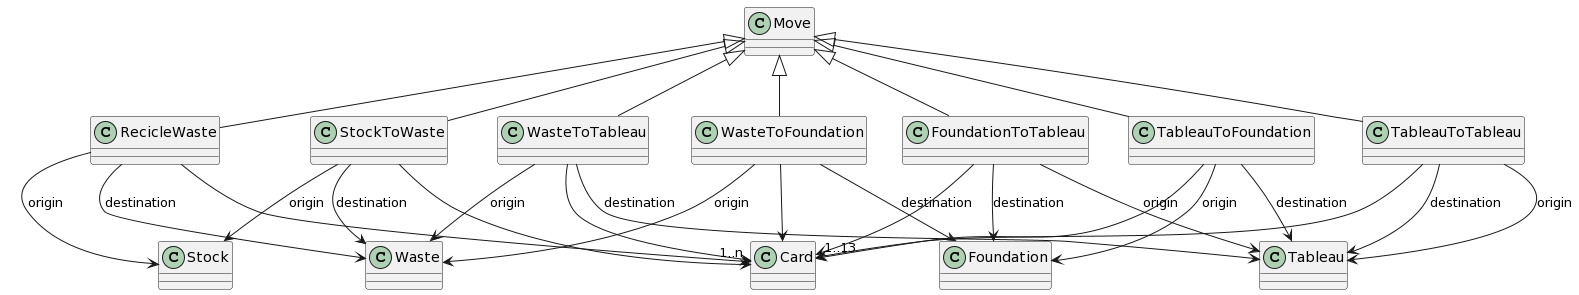 C Move
C RecicleWaste
C StockToWaste
C WasteToTableau
C WasteToFoundation
C FoundationToTableau
C TableauToFoundation
C TableauToTableau
origin
destination
origin
destination
origin
destination
origin
destination
destination
origin
origin
destination
destination
origin
1..n
1..13
C Stock
C Waste
C Card
C Foundation
C Tableau